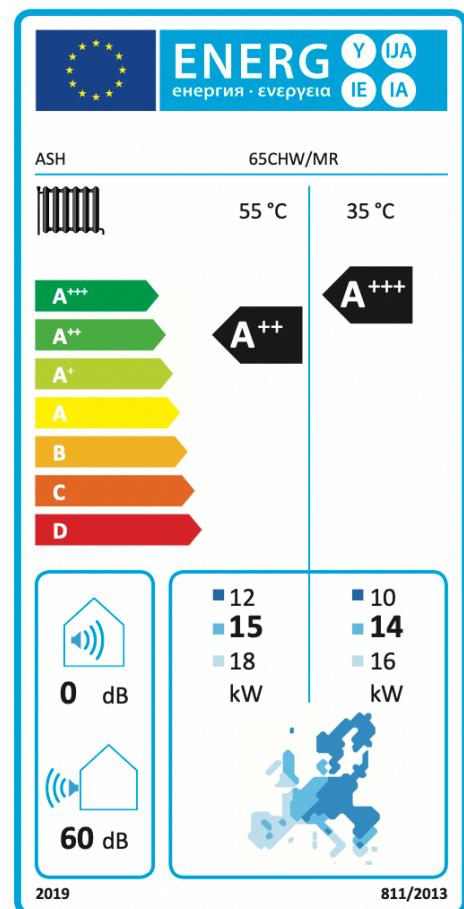 ENERG Y IJA
енергия · ενεργεια IE IA
ASH 65CHW/MR
55 °C 35 °C
A+++ A+++
A++ A++
A+
A
B
C
D
12 10
15 14
18 16
kW kW
0 dB
60 dB
2019 811/2013